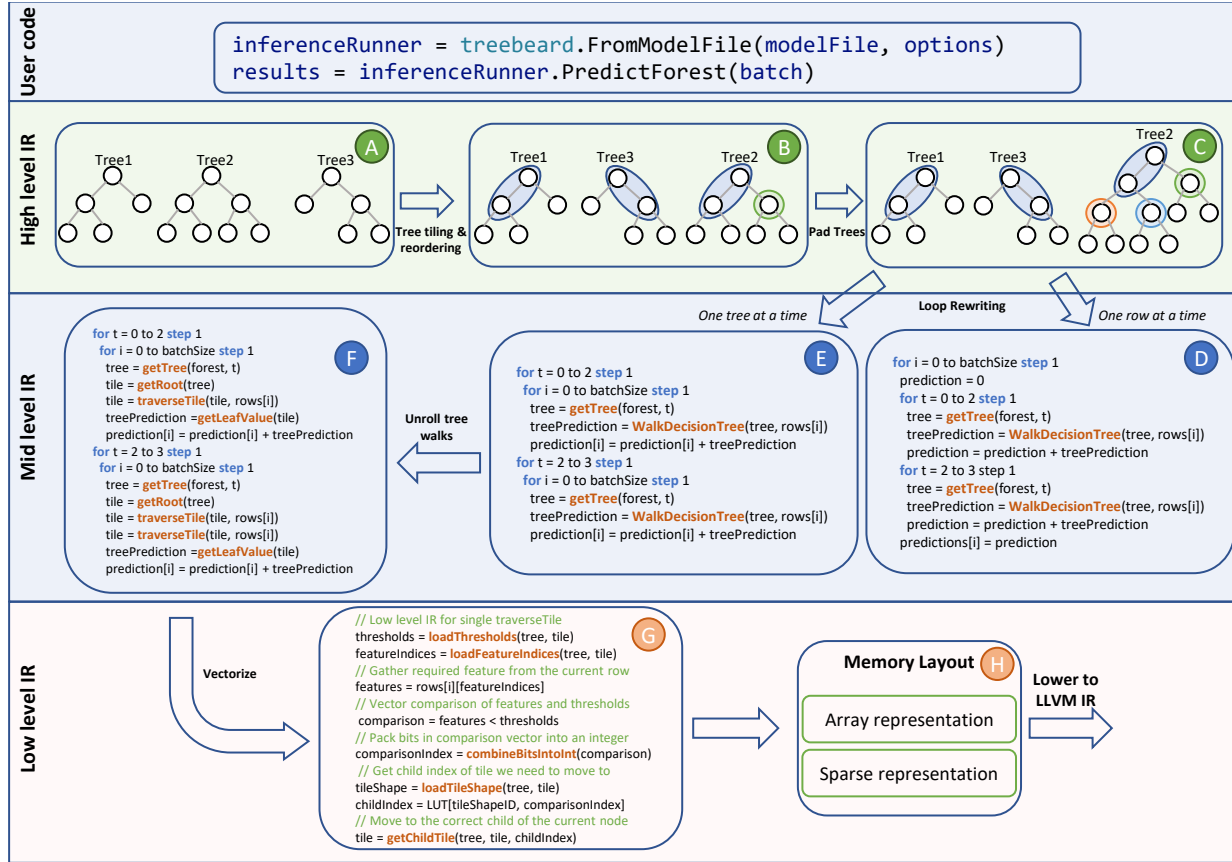 User code
inferenceRunner = treebeard.FromModelFile(modelFile, options)
results = inferenceRunner.PredictForest(batch)
High level IR
A
Tree1
Tree2
Tree3
Tree tiling &
reordering
B
Tree1
Tree3
Tree2
Pad Trees
C
Tree1
Tree3
Tree2
Mid level IR
One tree at a time
Loop Rewriting
One row at a time
F
for t = 0 to 2 step 1
for i = 0 to batchSize step 1
tree = getTree(forest, t)
tile = getRoot(tree)
tile = traverseTile(tile, rows[i])
treePrediction =getLeafValue(tile)
prediction[i] = prediction[i] + treePrediction
for t = 2 to 3 step 1
for i = 0 to batchSize step 1
tree = getTree(forest, t)
tile = getRoot(tree)
tile = traverseTile(tile, rows[i])
tile = traverseTile(tile, rows[i])
treePrediction =getLeafValue(tile)
prediction[i] = prediction[i] + treePrediction
Unroll tree
walks
E
for t = 0 to 2 step 1
for i = 0 to batchSize step 1
tree = getTree(forest, t)
treePrediction = WalkDecisionTree(tree, rows[i])
prediction[i] = prediction[i] + treePrediction
for t = 2 to 3 step 1
for i = 0 to batchSize step 1
tree = getTree(forest, t)
treePrediction = WalkDecisionTree(tree, rows[i])
prediction[i] = prediction[i] + treePrediction
D
for i = 0 to batchSize step 1
prediction = 0
for t = 0 to 2 step 1
tree = getTree(forest, t)
treePrediction = WalkDecisionTree(tree, rows[i])
prediction = prediction + treePrediction
for t = 2 to 3 step 1
tree = getTree(forest, t)
treePrediction = WalkDecisionTree(tree, rows[i])
prediction = prediction + treePrediction
predictions[i] = prediction
Low level IR
Vectorize
G
// Low level IR for single traverseTile
thresholds = loadThresholds(tree, tile)
featureIndices = loadFeatureIndices(tree, tile)
// Gather required feature from the current row
features = rows[i][featureIndices]
// Vector comparison of features and thresholds
comparison = features < thresholds
// Pack bits in comparison vector into an integer
comparisonIndex = combineBitsIntoInt(comparison)
// Get child index of tile we need to move to
tileShape = loadTileShape(tree, tile)
childIndex = LUT[tileShapeID, comparisonIndex]
// Move to the correct child of the current node
tile = getChildTile(tree, tile, childIndex)
H
Memory Layout
Array representation
Sparse representation
Lower to
LLVM IR